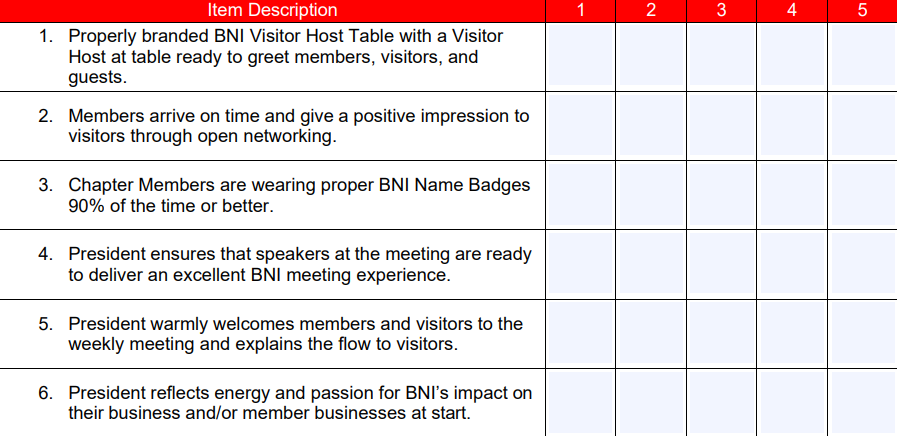 Item Description 1 2 3 4 5
1. Properly branded BNI Visitor Host Table with a Visitor
Host at table ready to greet members, visitors, and
guests.
2. Members arrive on time and give a positive impression to
visitors through open networking.
3. Chapter Members are wearing proper BNI Name Badges
90% of the time or better.
4. President ensures that speakers at the meeting are ready
to deliver an excellent BNI meeting experience.
5. President warmly welcomes members and visitors to the
weekly meeting and explains the flow to visitors.
6. President reflects energy and passion for BNI’s impact on
their business and/or member businesses at start.